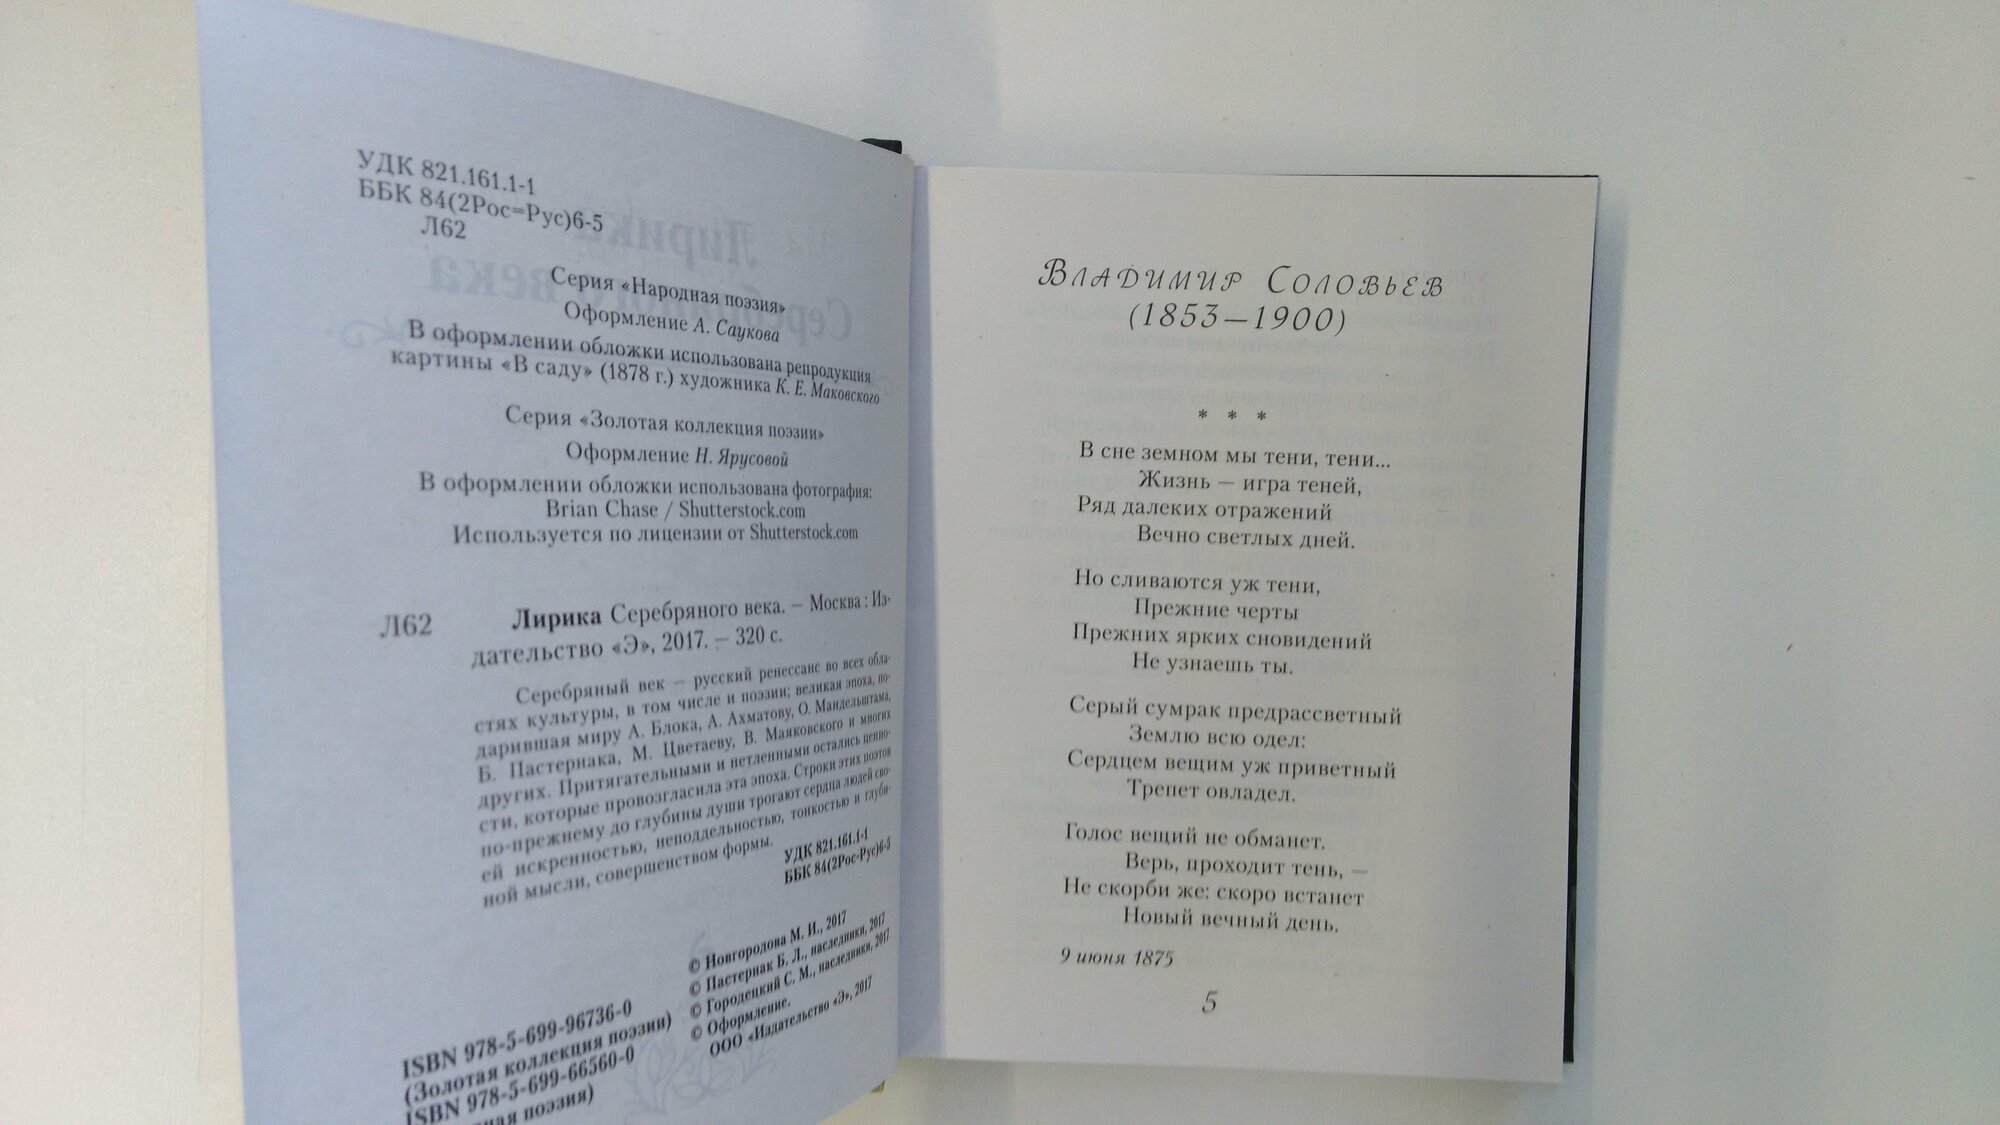 УДК 821.161.1-1
ББК 84(2Рос=Рус)6-5
Л62
Серия «Народная поэзия»
Оформление А. Саукова
В оформлении обложки использована репродукция
картины «В саду» (1878 г.) художника К. Е. Маковского
Серия «Золотая коллекция поэзии»
Оформление Н. Ярусовой
В оформлении обложки использована фотография:
Brian Chase / Shutterstock.com
Используется по лицензии от Shutterstock.com
Л62 Лирика Серебряного века. — Москва : Из-
дательство «Э», 2017. — 320 с.
Серебряный век — русский ренессанс во всех обла-
стях культуры, в том числе и поэзии; великая эпоха, по-
дарившая миру А. Блока, А. Ахматову, О. Мандельштама,
Б. Пастернака, М. Цветаеву, В. Маяковского и многих
других. Притягательными и нетленными остались ценно-
сти, которые провозгласила эта эпоха. Строки этих поэтов
по-прежнему до глубины души трогают сердца людей сво-
ей искренностью, неподдельностью, тонкостью и глуби-
ной мысли, совершенством формы.
УДК 821.161.1-1
ББК 84(2Рос-Рус)6-5
© Новгородова М. И., 2017
© Пастернак Б. Л., наследники, 2017
© Городецкий С. М., наследники, 2017
© Оформление.
ООО «Издательство «Э», 2017
ISBN 978-5-699-96736-0
(Золотая коллекция поэзии)
ISBN 978-5-699-66560-0
поэзия)
Владимир Соловьев
(1853—1900)
* * *
В сне земном мы тени, тени...
Жизнь — игра теней,
Ряд далеких отражений
Вечно светлых дней.
Но сливаются уж тени,
Прежние черты
Прежних ярких сновидений
Не узнаешь ты.
Серый сумрак предрассветный
Землю всю одел:
Сердцем вещим уж приветный
Трепет овладел.
Голос вещий не обманет.
Верь, проходит тень, —
Не скорби же: скоро встанет
Новый вечный день.
9 июня 1875
5